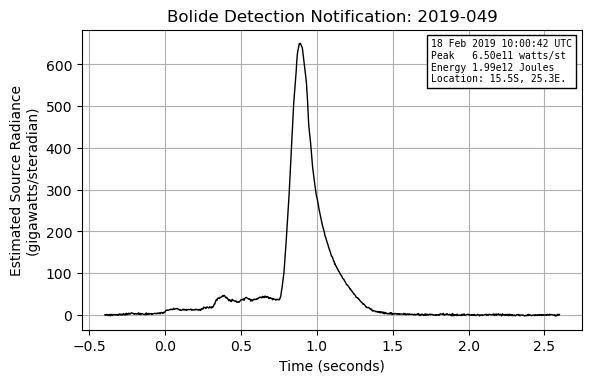 Bolide Detection Notification: 2019-049
18 Feb 2019 10:00:42 UTC
Peak   6.50e11 watts/st
Energy 1.99e12 Joules
Location: 15.5S, 25.3E.
Estimated Source Radiance
(gigawatts/steradian)
600
500
400
300
200
100
0
−0.5 0.0 0.5 1.0 1.5 2.0 2.5
Time (seconds)